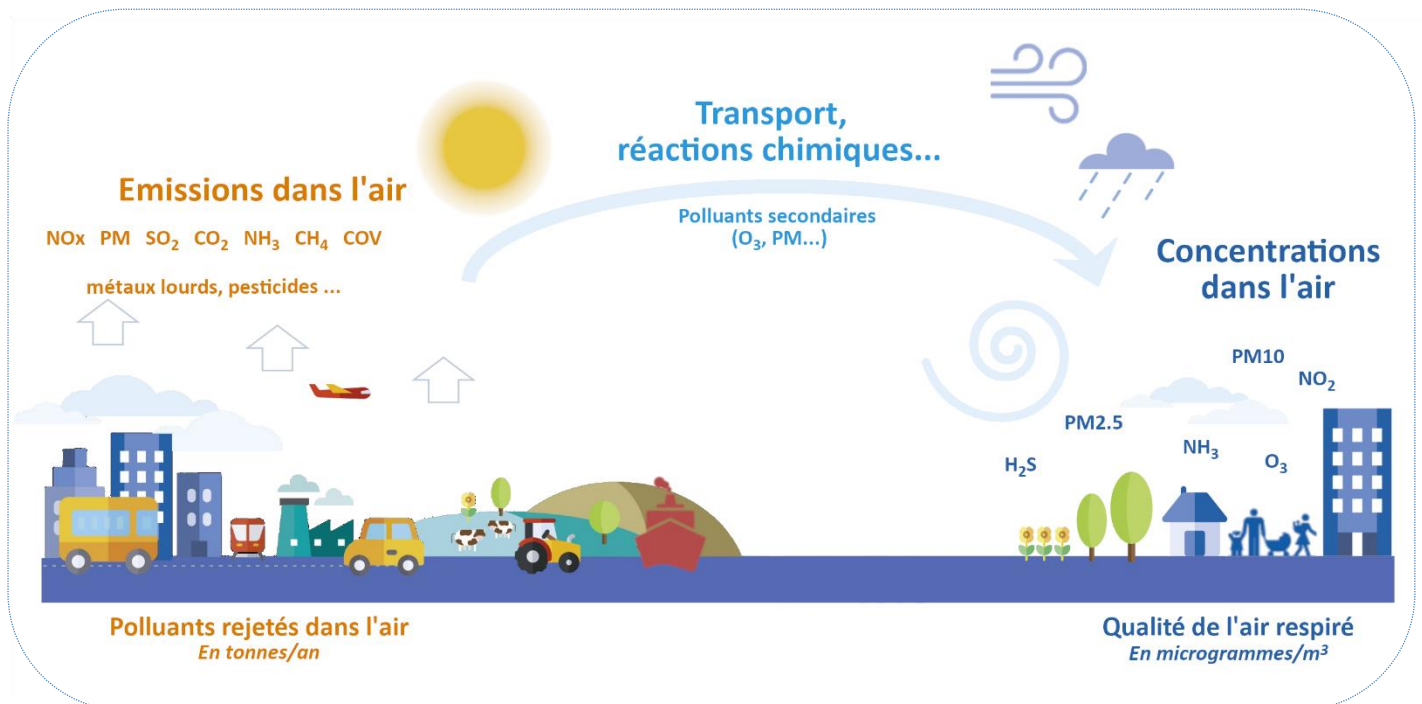 Emissions dans l'air
NOx PM SO₂ CO₂ NH₃ CH₄ COV
métaux lourds, pesticides ...
Transport,
réactions chimiques...
Polluants secondaires
(O₃, PM...)
Concentrations
dans l'air
PM10
NO₂
PM2.5
NH₃
O₃
H₂S
Polluants rejetés dans l'air
En tonnes/an
Qualité de l'air respiré
En microgrammes/m³